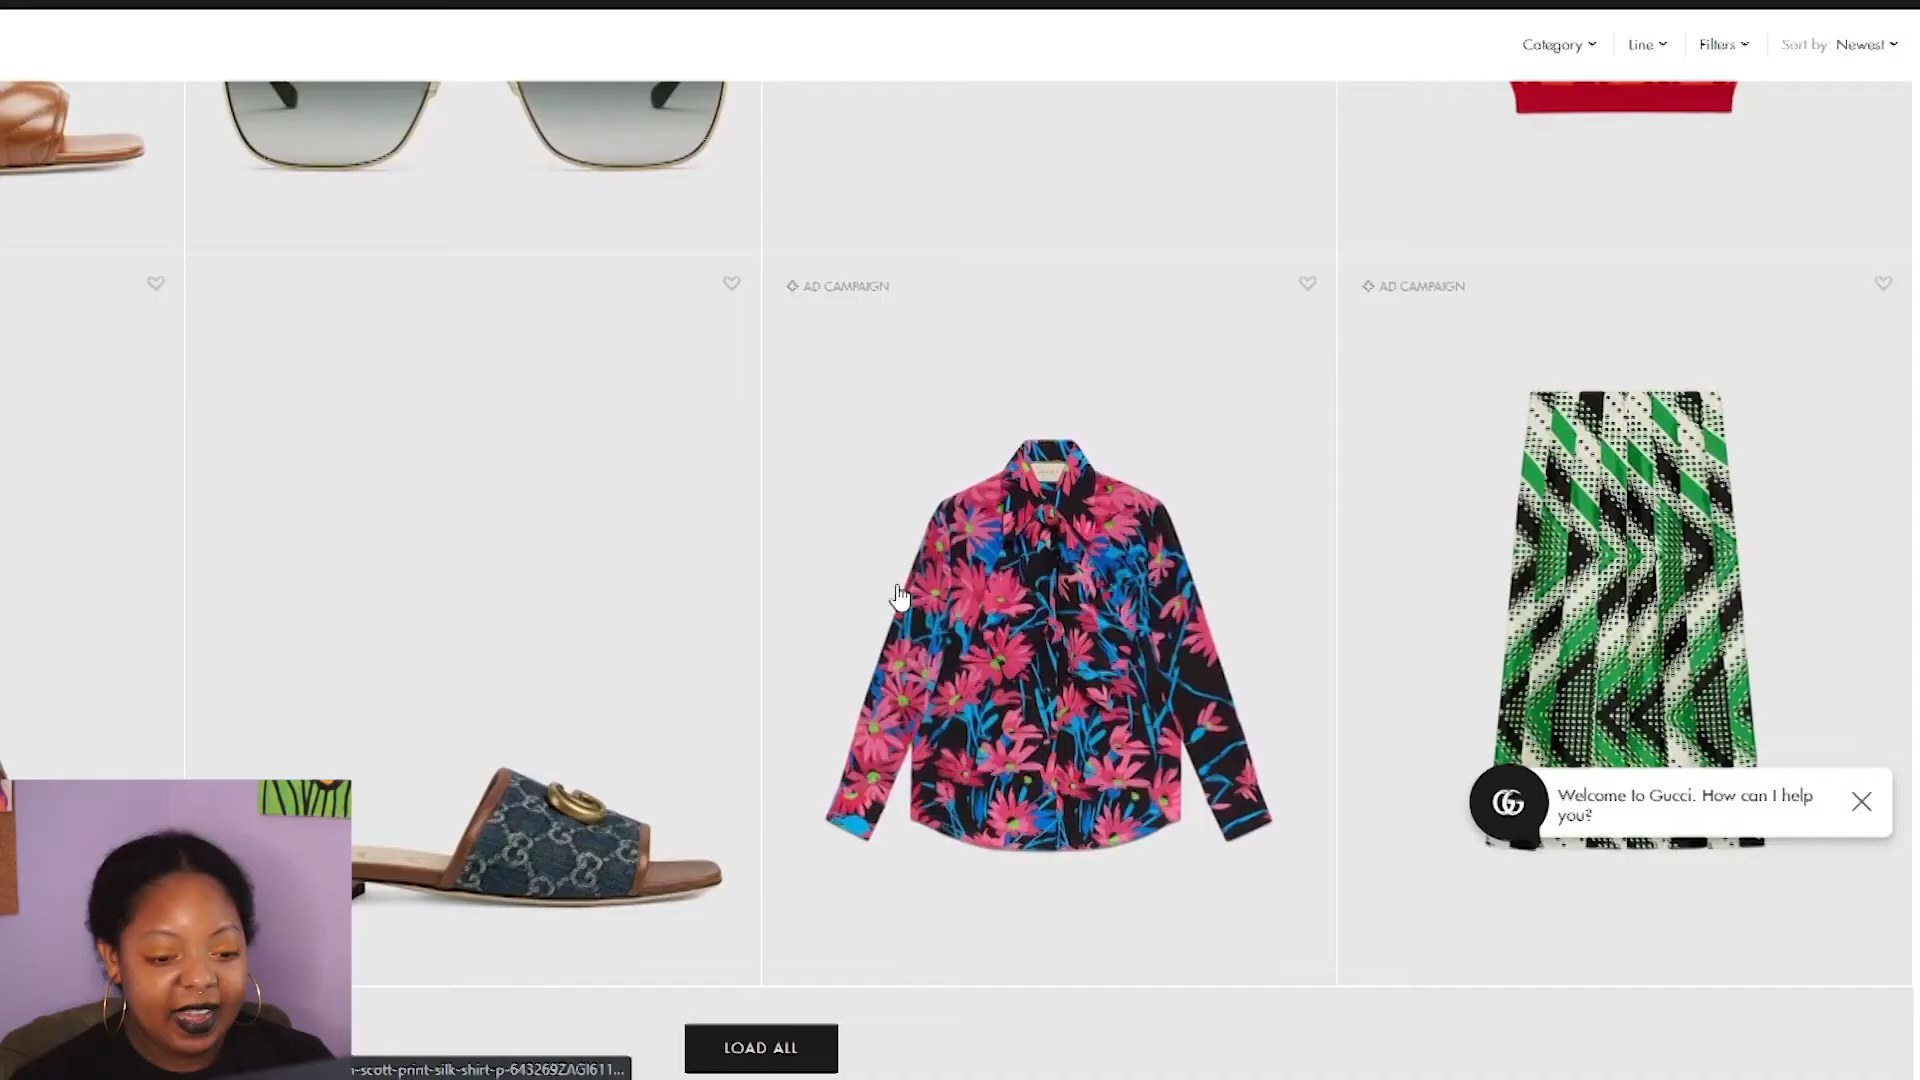 Category
Line
Filters
Sort by: Newest
AD CAMPAIGN
AD CAMPAIGN
Welcome to Gucci. How can I help
you?
LOAD ALL
-scott-print-silk-shirt-p-643269ZAGI611...